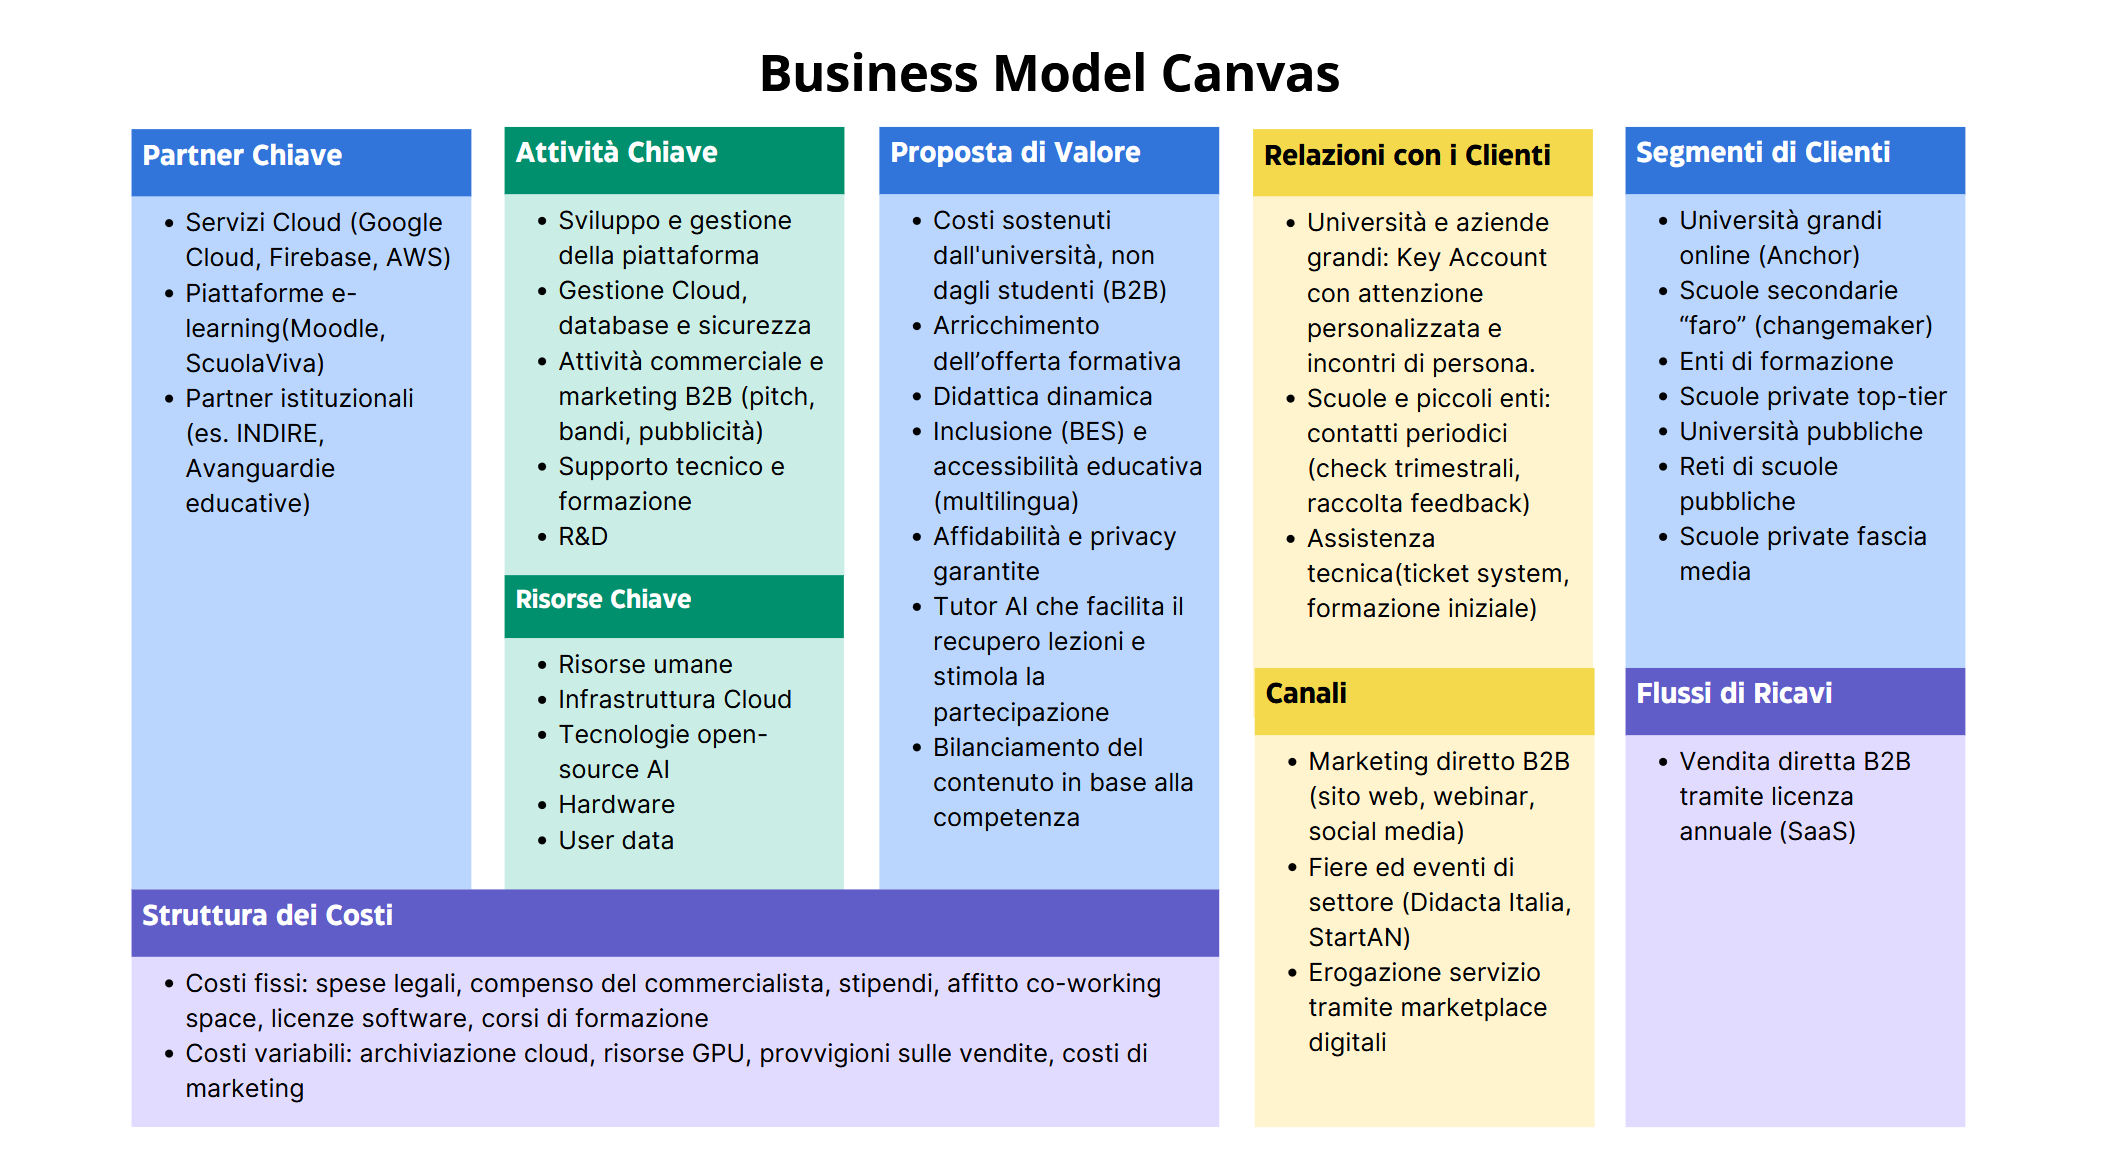 Business Model Canvas
Partner Chiave
• Servizi Cloud (Google
Cloud, Firebase, AWS)
• Piattaforme e-
learning(Moodle,
ScuolaViva)
• Partner istituzionali
(es. INDIRE,
Avanguardie
educative)
Attività Chiave
• Sviluppo e gestione
della piattaforma
• Gestione Cloud,
database e sicurezza
• Attività commerciale e
marketing B2B (pitch,
bandi, pubblicità)
• Supporto tecnico e
formazione
• R&D
Risorse Chiave
• Risorse umane
• Infrastruttura Cloud
• Tecnologie open-
source AI
• Hardware
• User data
Proposta di Valore
• Costi sostenuti
dall'università, non
dagli studenti (B2B)
• Arricchimento
dell’offerta formativa
• Didattica dinamica
• Inclusione (BES) e
accessibilità educativa
(multilingua)
• Affidabilità e privacy
garantite
• Tutor AI che facilita il
recupero lezioni e
stimola la
partecipazione
• Bilanciamento del
contenuto in base alla
competenza
Relazioni con i Clienti
• Università e aziende
grandi: Key Account
con attenzione
personalizzata e
incontri di persona.
• Scuole e piccoli enti:
contatti periodici
(check trimestrali,
raccolta feedback)
• Assistenza
tecnica(ticket system,
formazione iniziale)
Canali
• Marketing diretto B2B
(sito web, webinar,
social media)
• Fiere ed eventi di
settore (Didacta Italia,
StartAN)
• Erogazione servizio
tramite marketplace
digitali
Segmenti di Clienti
• Università grandi
online (Anchor)
• Scuole secondarie
“faro” (changemaker)
• Enti di formazione
• Scuole private top-tier
• Università pubbliche
• Reti di scuole
pubbliche
• Scuole private fascia
media
Flussi di Ricavi
• Vendita diretta B2B
tramite licenza
annuale (SaaS)
Struttura dei Costi
• Costi fissi: spese legali, compenso del commercialista, stipendi, affitto co-working
space, licenze software, corsi di formazione
• Costi variabili: archiviazione cloud, risorse GPU, provvigioni sulle vendite, costi di
marketing